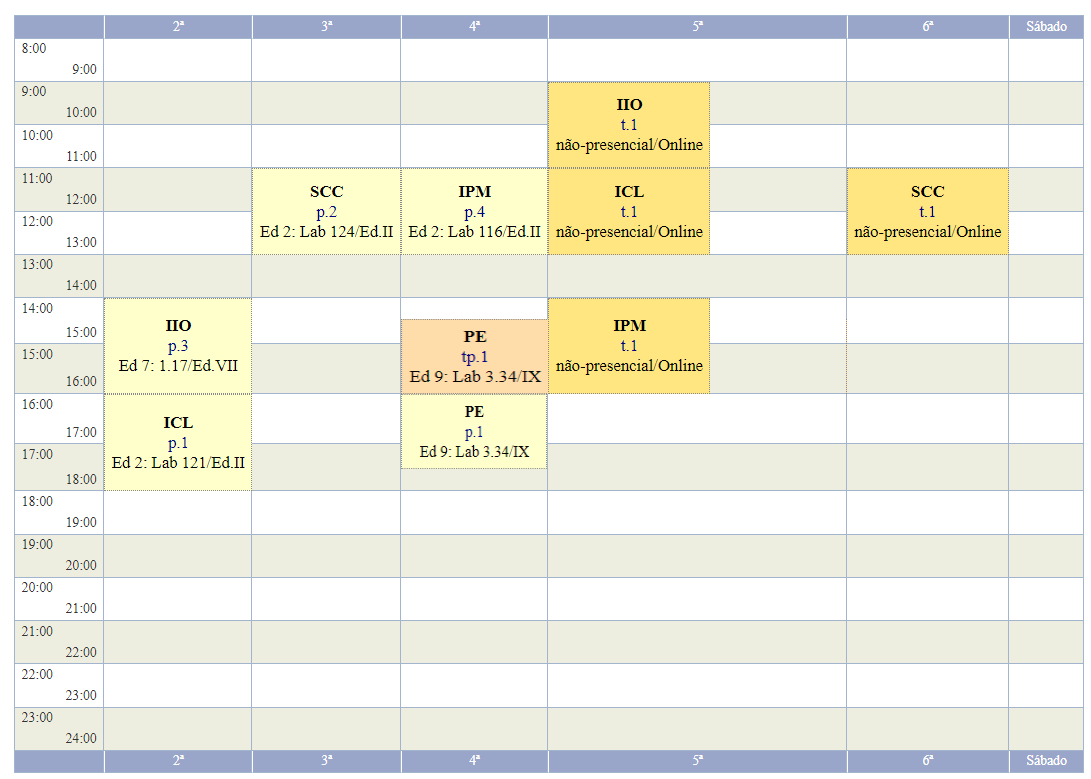 2ª 3ª 4ª 5ª 6ª Sábado
8:00
9:00
9:00
10:00
10:00
11:00
IIO
t.1
não-presencial/Online
11:00
12:00
12:00
13:00
SCC
p.2
Ed 2: Lab 124/Ed.II
IPM
p.4
Ed 2: Lab 116/Ed.II
ICL
t.1
não-presencial/Online
SCC
t.1
não-presencial/Online
13:00
14:00
14:00
15:00
15:00
16:00
IIO
p.3
Ed 7: 1.17/Ed.VII
PE
tp.1
Ed 9: Lab 3.34/IX
IPM
t.1
não-presencial/Online
16:00
17:00
17:00
18:00
ICL
p.1
Ed 2: Lab 121/Ed.II
PE
p.1
Ed 9: Lab 3.34/IX
18:00
19:00
19:00
20:00
20:00
21:00
21:00
22:00
22:00
23:00
23:00
24:00
2ª 3ª 4ª 5ª 6ª Sábado